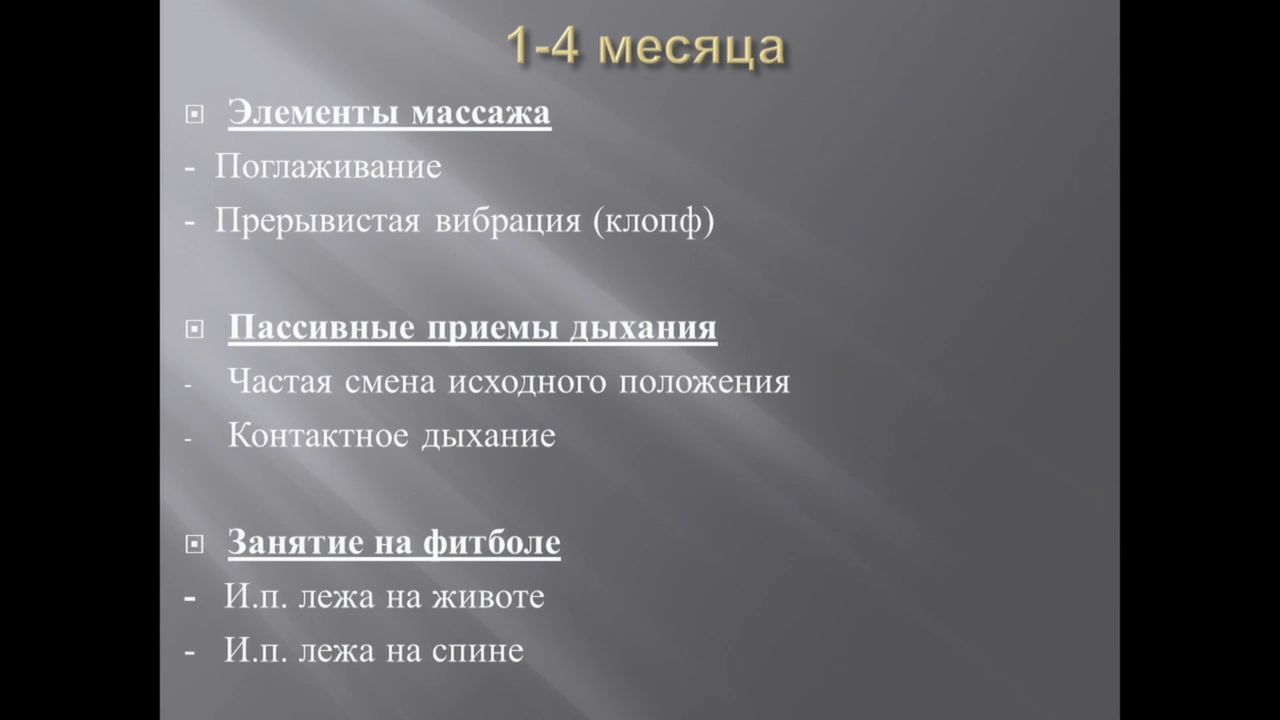 1-4 месяца
Элементы массажа
- Поглаживание
- Прерывистая вибрация (клопф)
Пассивные приемы дыхания
- Частая смена исходного положения
- Контактное дыхание
Занятие на фитболе
- И.п. лежа на животе
- И.п. лежа на спине